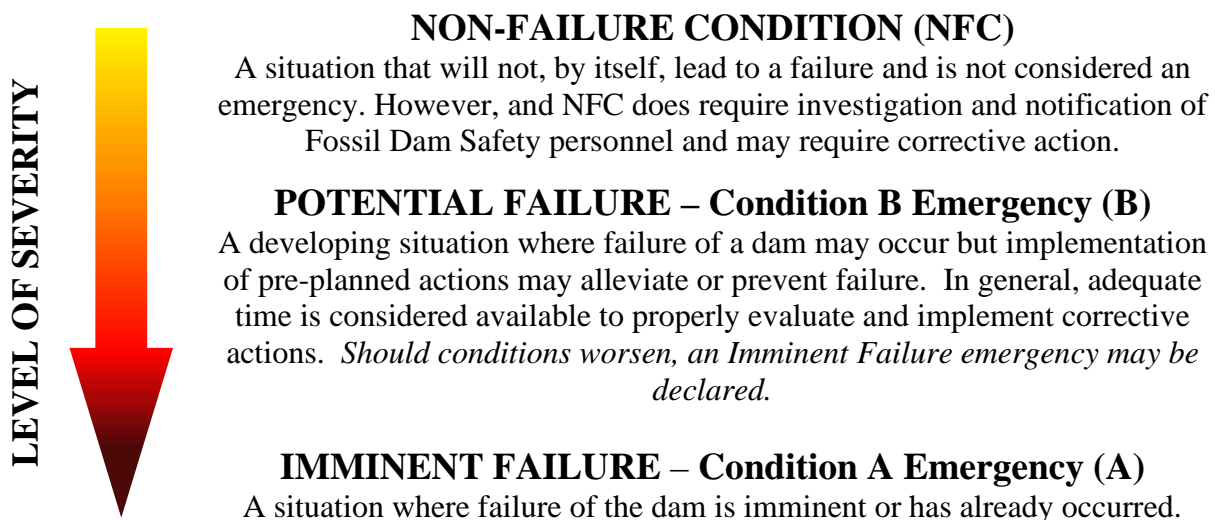 LEVEL OF SEVERITY
NON-FAILURE CONDITION (NFC)
A situation that will not, by itself, lead to a failure and is not considered an
emergency. However, and NFC does require investigation and notification of
Fossil Dam Safety personnel and may require corrective action.
POTENTIAL FAILURE – Condition B Emergency (B)
A developing situation where failure of a dam may occur but implementation
of pre-planned actions may alleviate or prevent failure.  In general, adequate
time is considered available to properly evaluate and implement corrective
actions.  Should conditions worsen, an Imminent Failure emergency may be
declared.
IMMINENT FAILURE – Condition A Emergency (A)
A situation where failure of the dam is imminent or has already occurred.